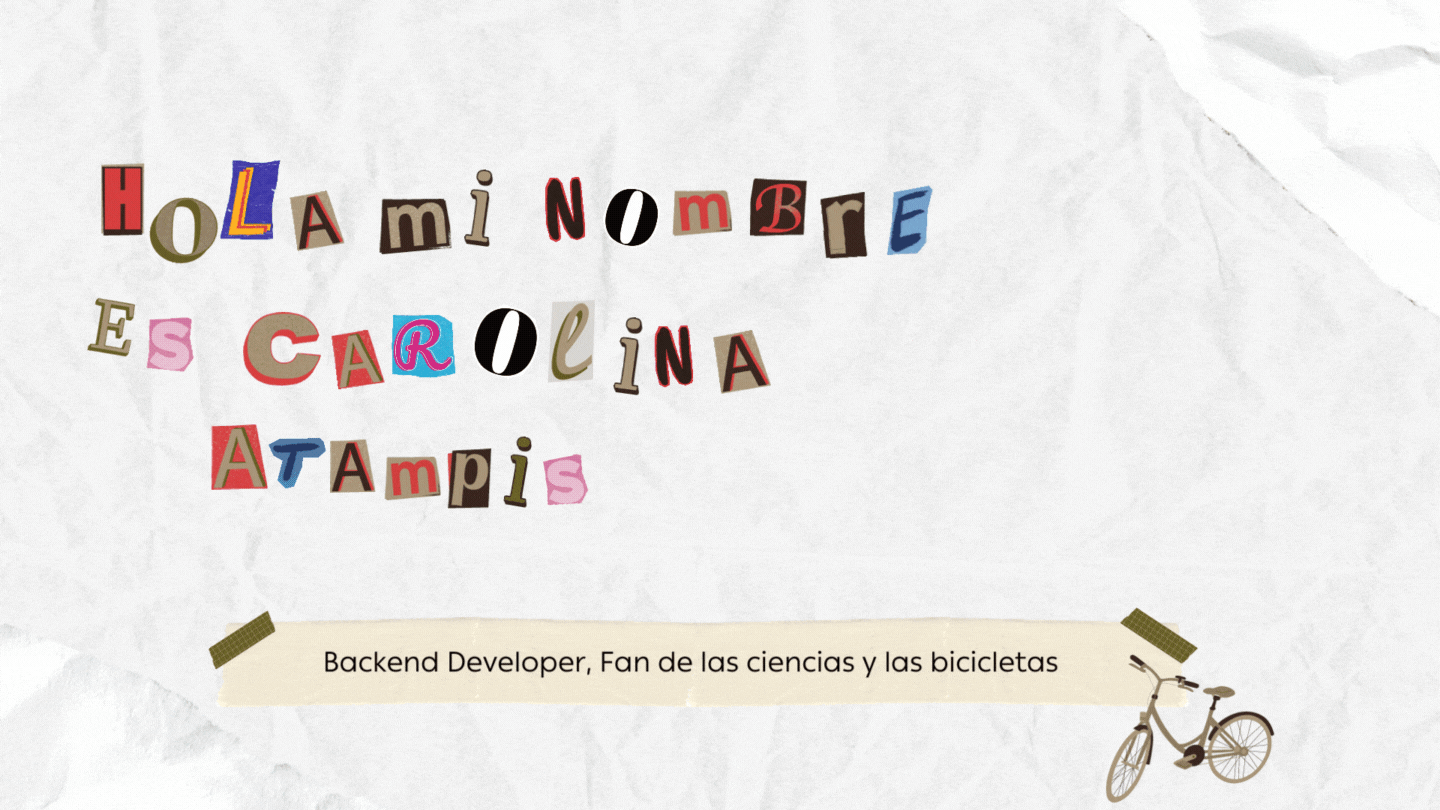 HOLA mi NOmBrE
Es CAROlinA
ATAmpis
Backend Developer, Fan de las ciencias y las bicicletas